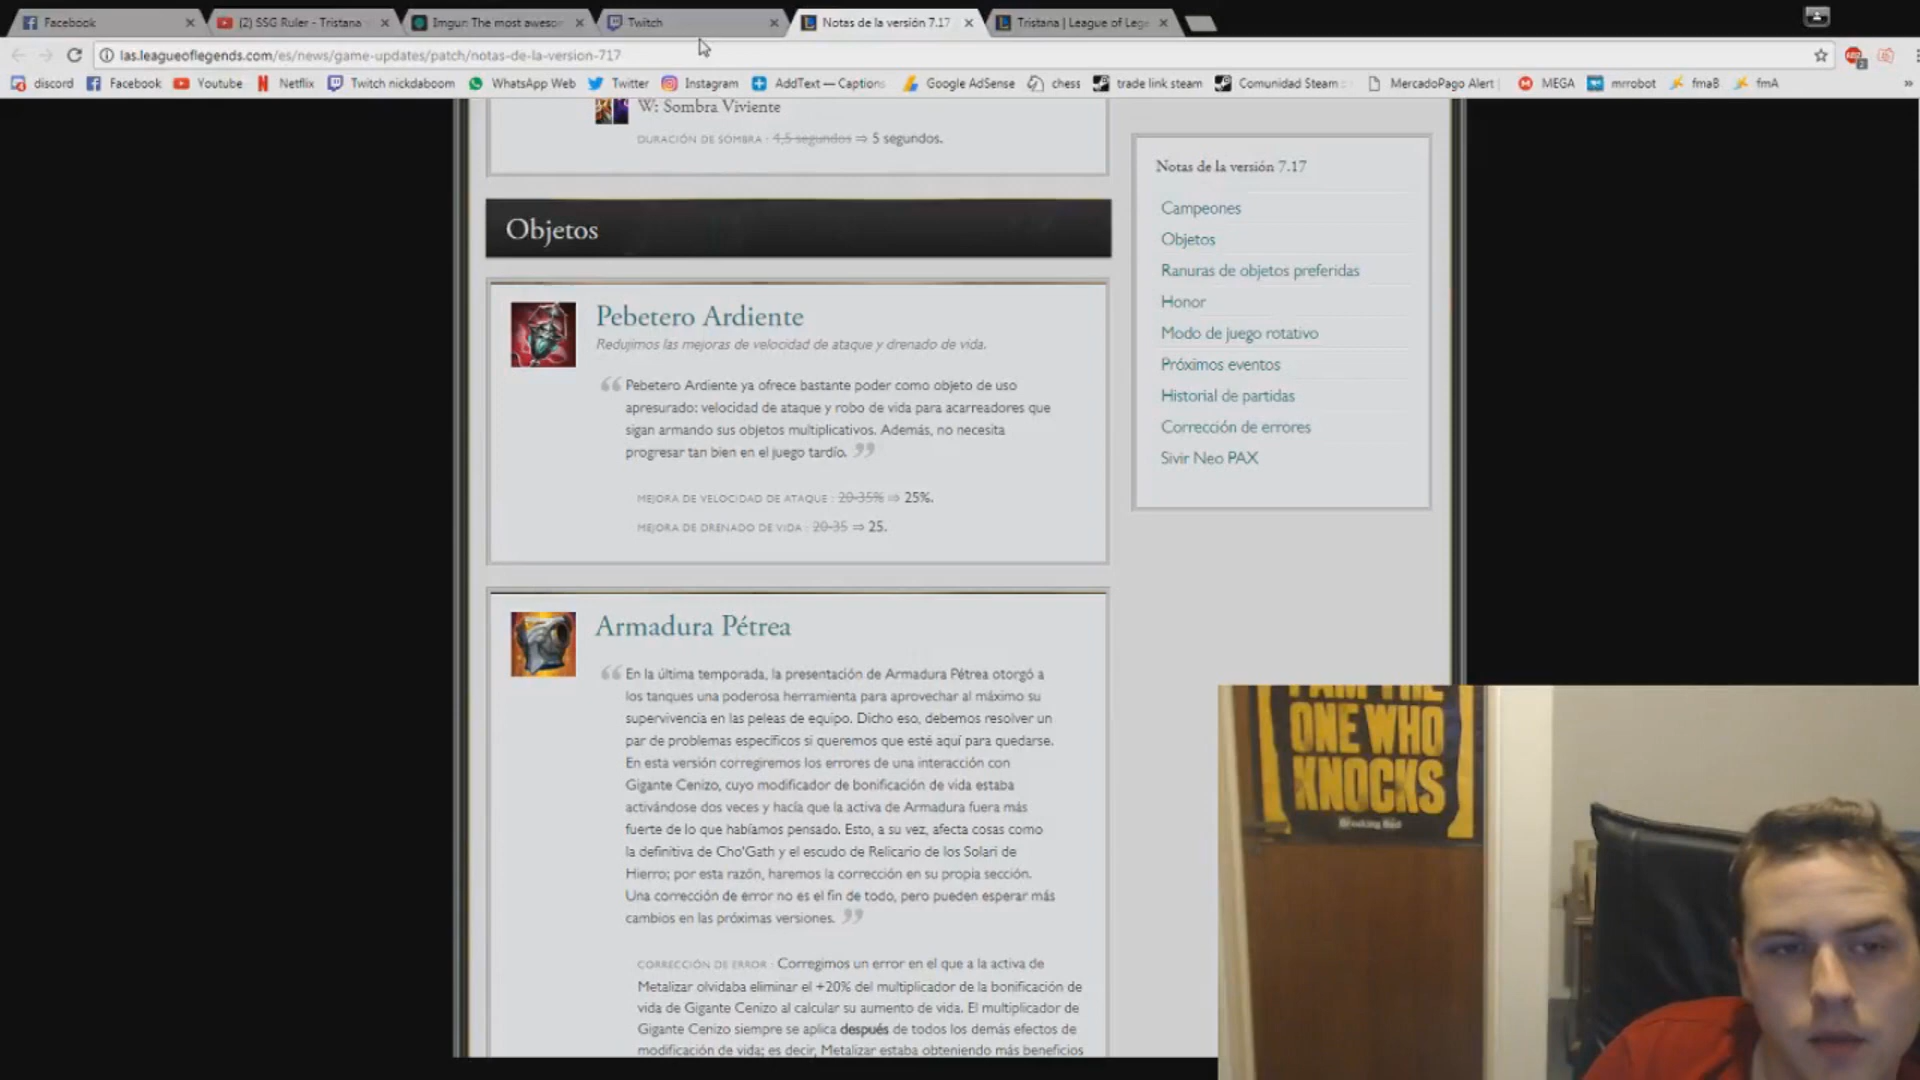 Facebook
(2) SSG Ruler - Tristana
Imgur: The most aweson
Twitch
Notas de la versión 7.17
Tristana | League of Lege
las.leagueoflegends.com/es/news/game-updates/patch/notas-de-la-version-717
discord
Facebook
Youtube
Netflix
Twitch nickdaboom
WhatsApp Web
Twitter
Instagram
AddText — Captions
Google AdSense
chess
trade link steam
Comunidad Steam
MercadoPago Alert
MEGA
mrrobot
fmaB
fmA
W: Sombra Viviente
DURACIÓN DE SOMBRA : 4,5 segundos ⇒ 5 segundos.
Objetos
Pebetero Ardiente
Redujimos las mejoras de velocidad de ataque y drenado de vida.
Pebetero Ardiente ya ofrece bastante poder como objeto de uso
apresurado: velocidad de ataque y robo de vida para acarreadores que
sigan armando sus objetos multiplicativos. Además, no necesita
progresar tan bien en el juego tardío.
MEJORA DE VELOCIDAD DE ATAQUE : 20-35% ⇒ 25%.
MEJORA DE DRENADO DE VIDA : 20-35 ⇒ 25.
Armadura Pétrea
En la última temporada, la presentación de Armadura Pétrea otorgó a
los tanques una poderosa herramienta para aprovechar al máximo su
supervivencia en las peleas de equipo. Dicho eso, debemos resolver un
par de problemas específicos si queremos que esté aquí para quedarse.
En esta versión corregiremos los errores de una interacción con
Gigante Cenizo, cuyo modificador de bonificación de vida estaba
activándose dos veces y hacía que la activa de Armadura fuera más
fuerte de lo que habíamos pensado. Esto, a su vez, afecta cosas como
la definitiva de Cho'Gath y el escudo de Relicario de los Solari de
Hierro; por esta razón, haremos la corrección en su propia sección.
Una corrección de error no es el fin de todo, pero pueden esperar más
cambios en las próximas versiones.
CORRECCIÓN DE ERROR : Corregimos un error en el que a la activa de
Metalizar olvidaba eliminar el +20% del multiplicador de la bonificación de
vida de Gigante Cenizo al calcular su aumento de vida. El multiplicador de
Gigante Cenizo siempre se aplica después de todos los demás efectos de
modificación de vida; es decir, Metalizar estaba obteniendo más beneficios
Notas de la versión 7.17
Campeones
Objetos
Ranuras de objetos preferidas
Honor
Modo de juego rotativo
Próximos eventos
Historial de partidas
Corrección de errores
Sivir Neo PAX
I AM THE
ONE WHO
KNOCKS
Breaking Bad